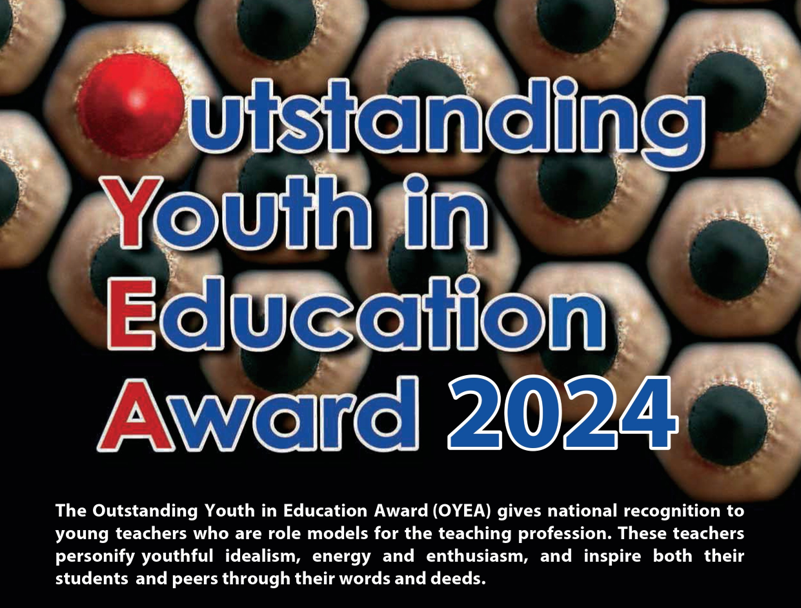 Outstanding
Youth in
Education
Award 2024
The Outstanding Youth in Education Award (OYEA) gives national recognition to
young teachers who are role models for the teaching profession. These teachers
personify youthful idealism, energy and enthusiasm, and inspire both their
students and peers through their words and deeds.